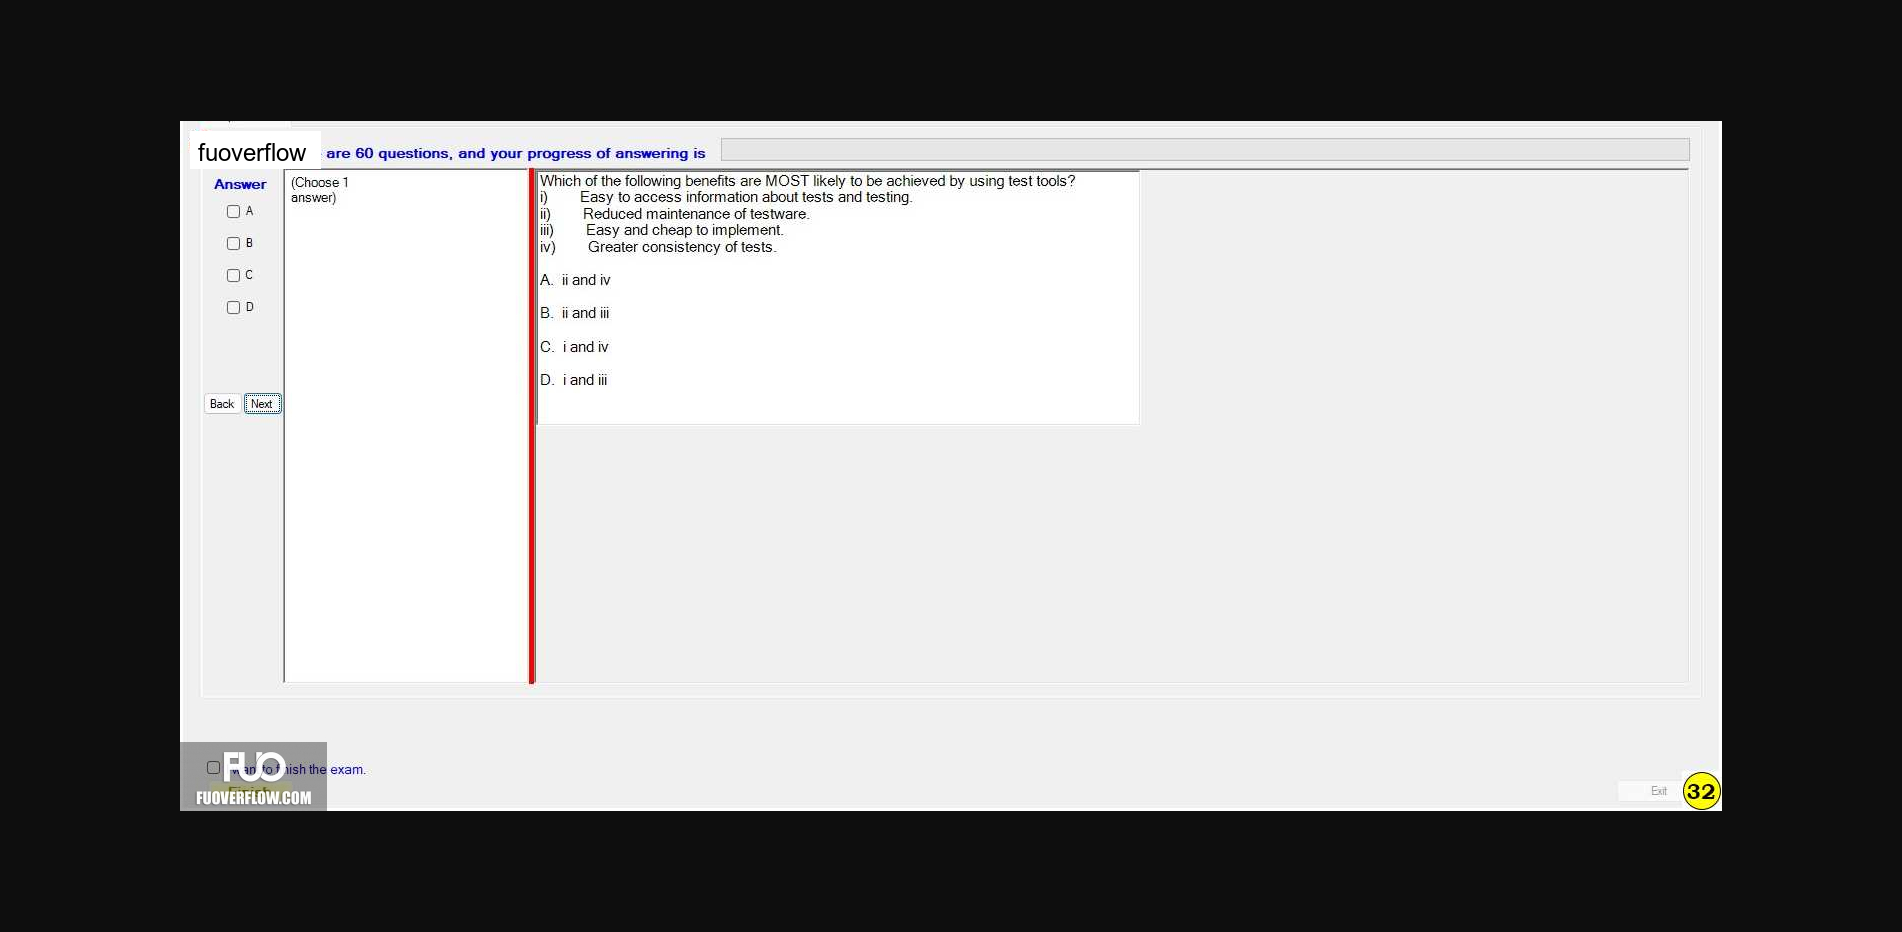 fuoverflow are 60 questions, and your progress of answering is
Answer
(Choose 1
answer)
A
B
C
D
Back Next
Which of the following benefits are MOST likely to be achieved by using test tools?
i) Easy to access information about tests and testing.
ii) Reduced maintenance of testware.
iii) Easy and cheap to implement.
iv) Greater consistency of tests.
A. ii and iv
B. ii and iii
C. i and iv
D. i and iii
FUO
want to finish the exam.
Finish
FUOVERFLOW.COM
Exit
32